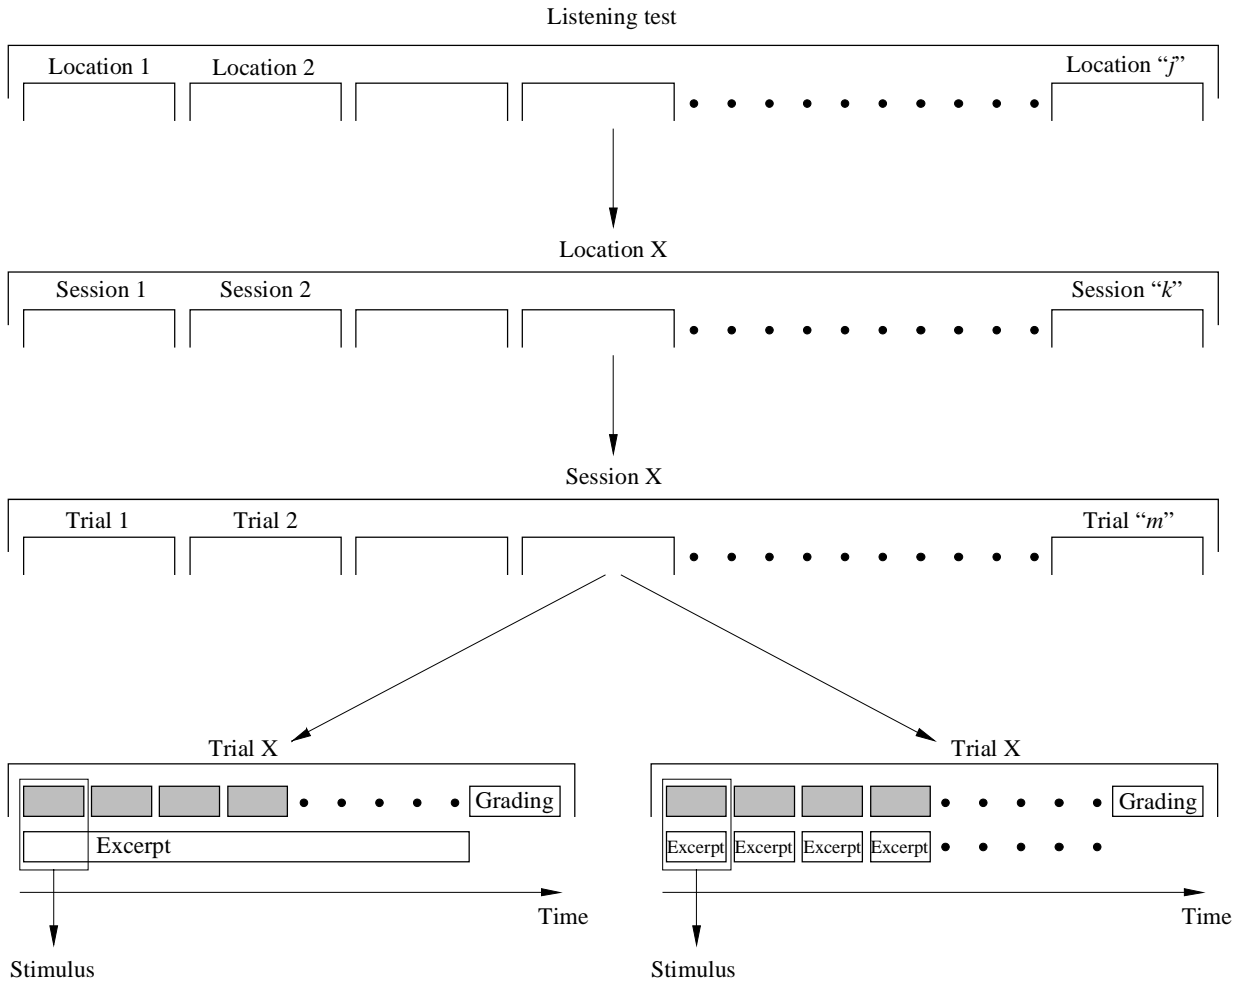 Listening test
Location 1 Location 2 Location “j”
Location X
Session 1 Session 2 Session “k”
Session X
Trial 1 Trial 2 Trial “m”
Trial X Trial X
Grading Grading
Excerpt Excerpt Excerpt Excerpt Excerpt
Time Time
Stimulus Stimulus